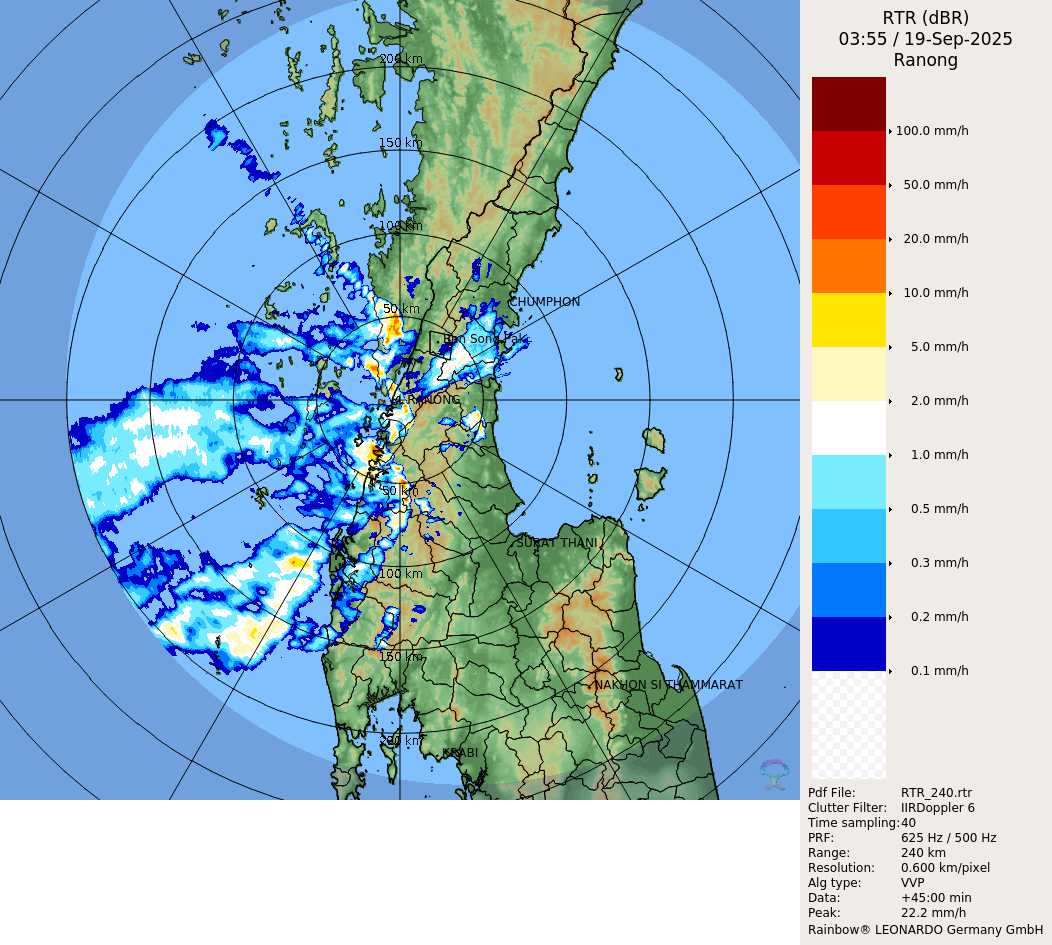 RTR (dBR)
03:55 / 19-Sep-2025
Ranong
100.0 mm/h
50.0 mm/h
20.0 mm/h
10.0 mm/h
5.0 mm/h
2.0 mm/h
1.0 mm/h
0.5 mm/h
0.3 mm/h
0.2 mm/h
0.1 mm/h
200 km
150 km
100 km
CHUMPHON
50 km
RANONG
50 km
SURAT THANI
100 km
150 km
NAKHON SI THAMMARAT
200 km
KRABI
Pdf File: RTR_240.rtr
Clutter Filter: IIRDoppler 6
Time sampling: 40
PRF: 625 Hz / 500 Hz
Range: 240 km
Resolution: 0.600 km/pixel
Alg type: VVP
Data: +45:00 min
Peak: 22.2 mm/h
Rainbow® LEONARDO Germany GmbH